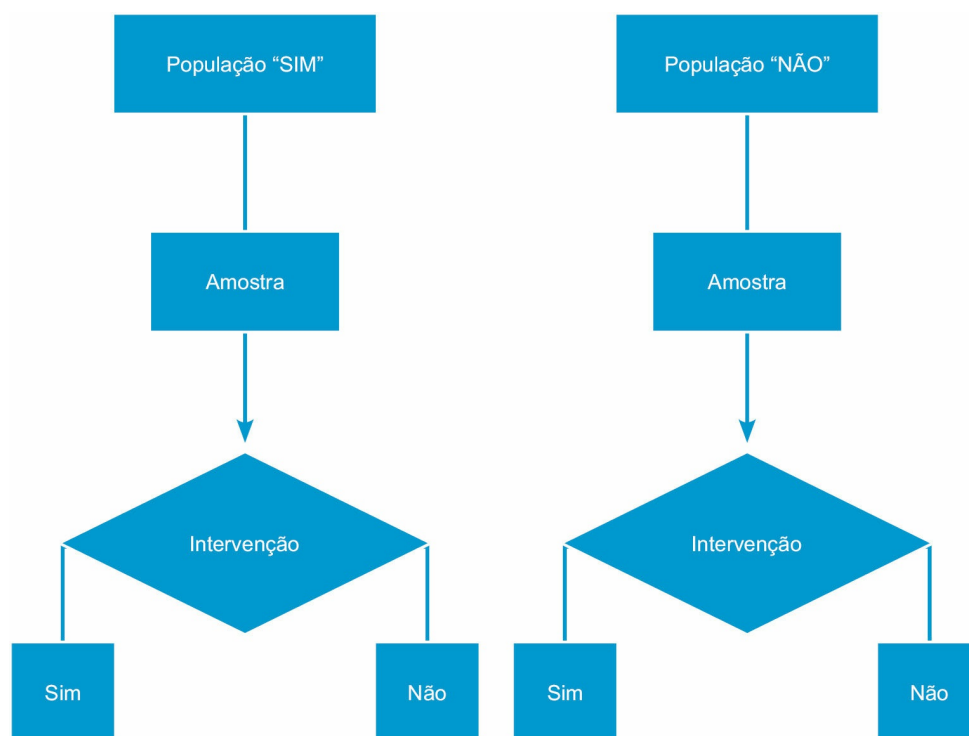 População “SIM”
População “NÃO”
Amostra
Amostra
Intervenção
Intervenção
Sim
Não
Sim
Não